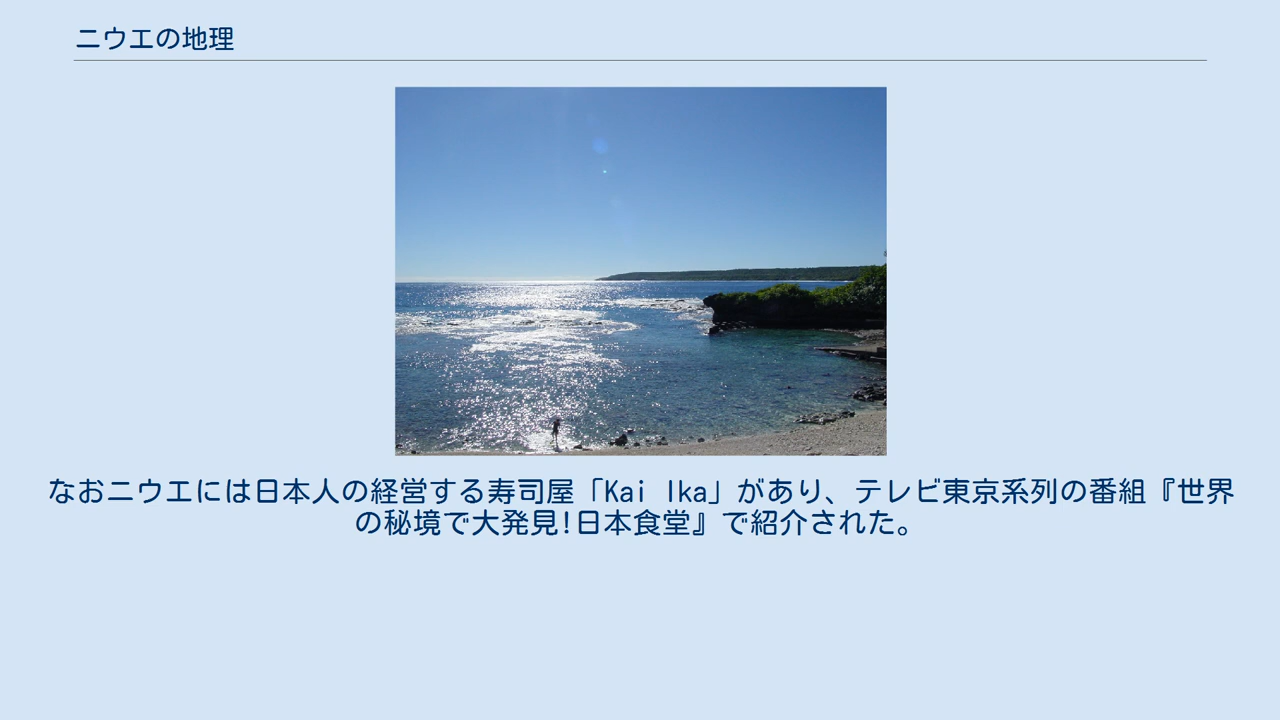 ニウエの地理
なおニウエには日本人の経営する寿司屋「Kai Ika」があり、テレビ東京系列の番組『世界
の秘境で大発見!日本食堂』で紹介された。